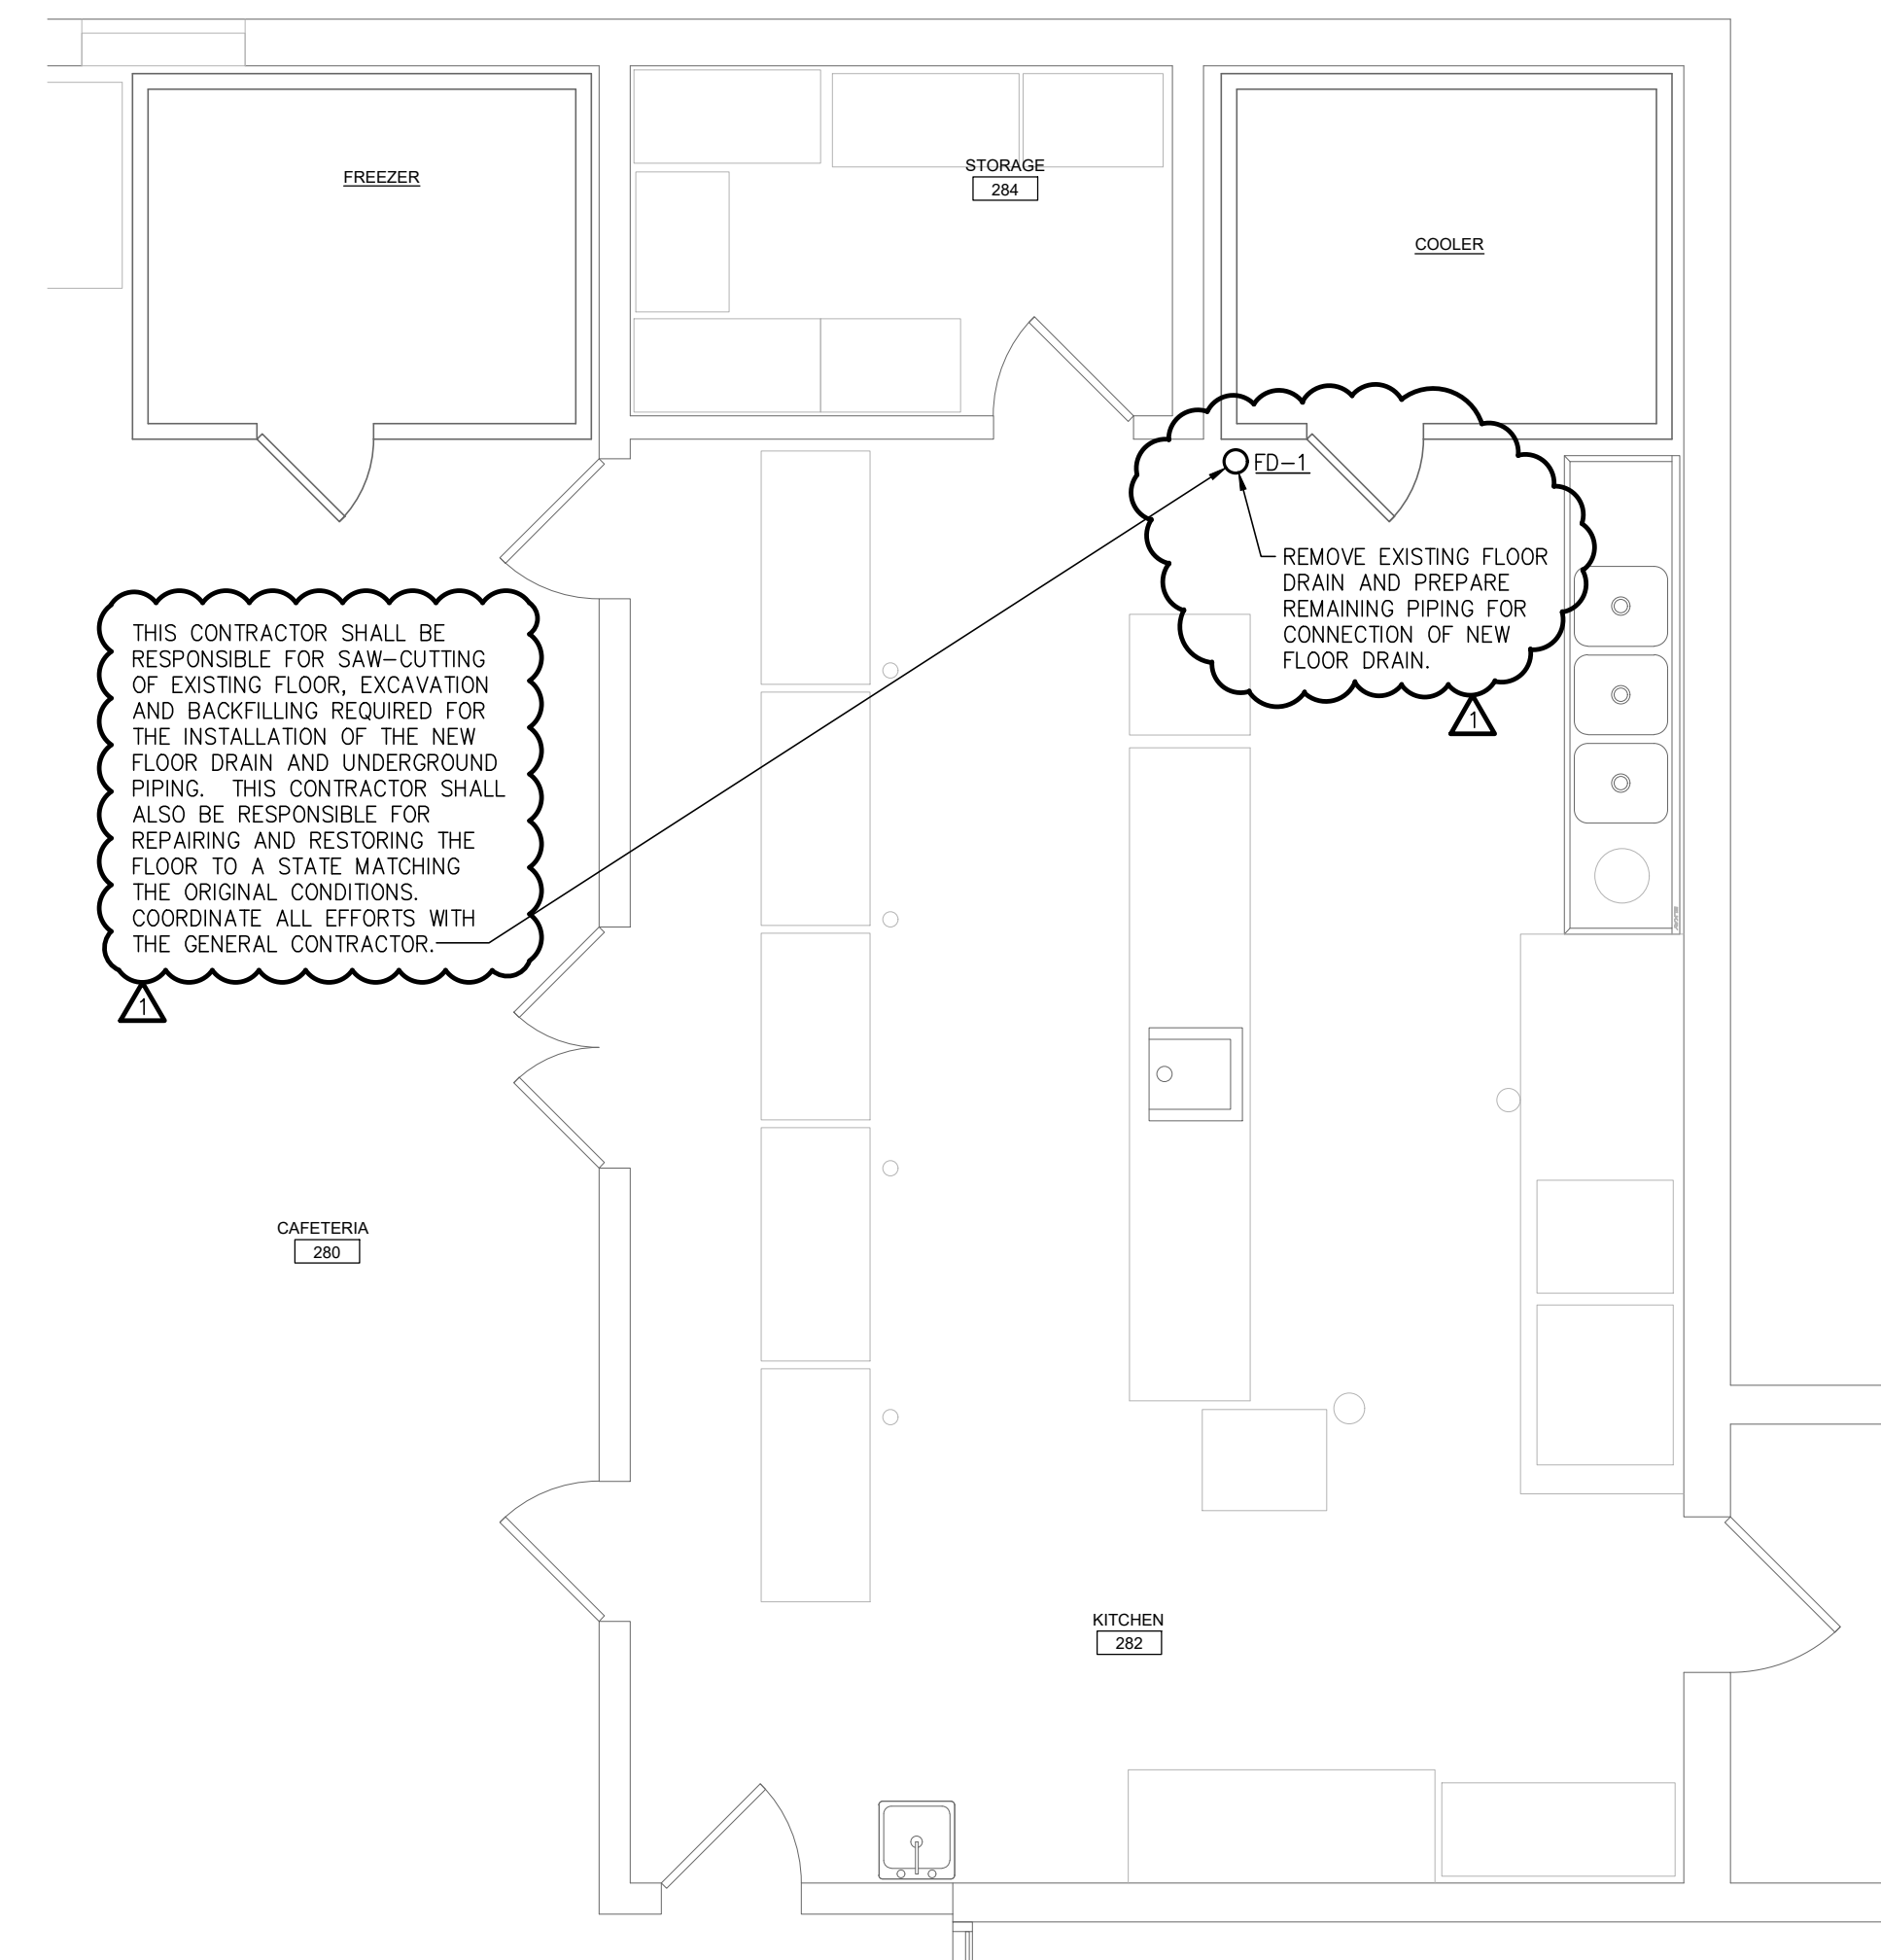 FREEZER
STORAGE
284
COOLER
FD-1
REMOVE EXISTING FLOOR
DRAIN AND PREPARE
REMAINING PIPING FOR
CONNECTION OF NEW
FLOOR DRAIN.
1
THIS CONTRACTOR SHALL BE
RESPONSIBLE FOR SAW-CUTTING
OF EXISTING FLOOR, EXCAVATION
AND BACKFILLING REQUIRED FOR
THE INSTALLATION OF THE NEW
FLOOR DRAIN AND UNDERGROUND
PIPING. THIS CONTRACTOR SHALL
ALSO BE RESPONSIBLE FOR
REPAIRING AND RESTORING THE
FLOOR TO A STATE MATCHING
THE ORIGINAL CONDITIONS.
COORDINATE ALL EFFORTS WITH
THE GENERAL CONTRACTOR.
1
CAFETERIA
280
KITCHEN
282